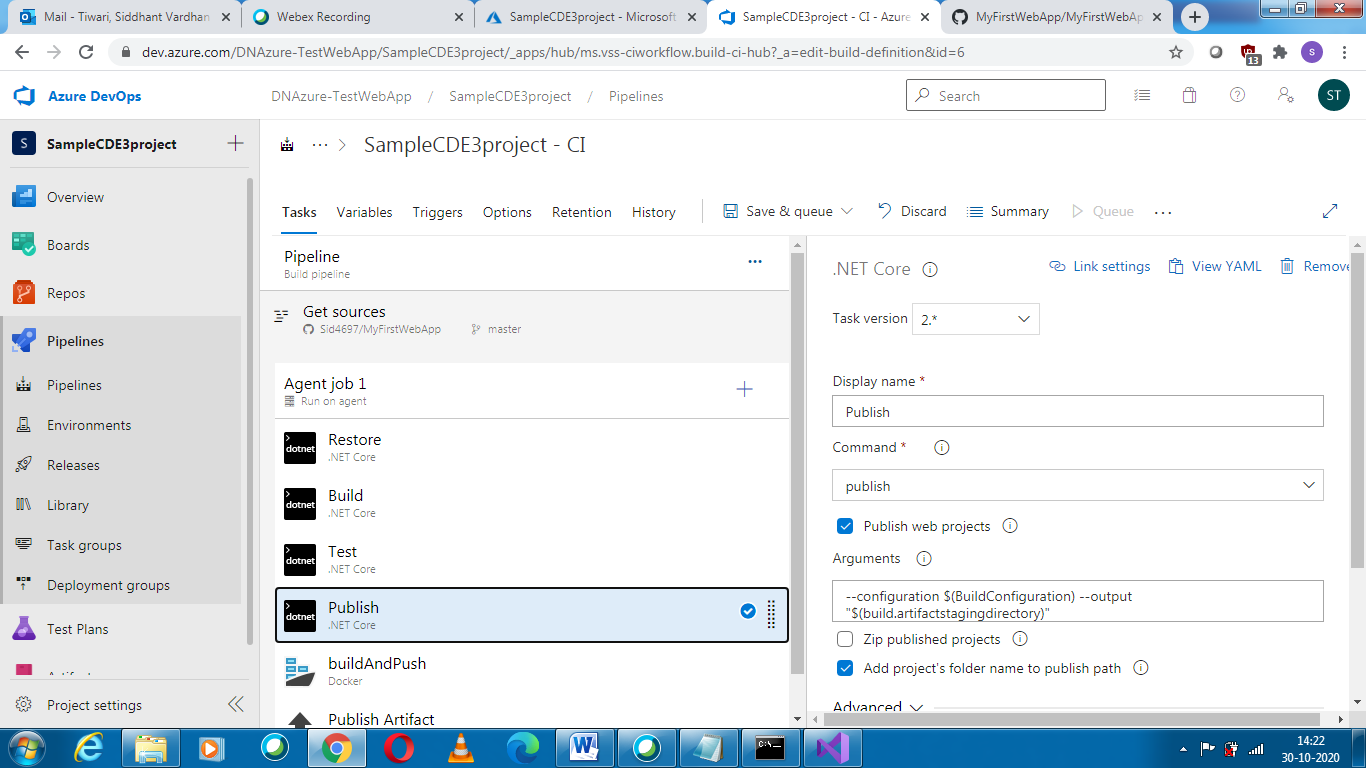 Mail - Tiwari, Siddhant Vardhan
Webex Recording
SampleCDE3project - Microsoft
SampleCDE3project - CI - Azure
MyFirstWebApp/MyFirstWebAp
dev.azure.com/DNAzure-TestWebApp/SampleCDE3project/_apps/hub/ms.vss-ciworkflow.build-ci-hub?_a=edit-build-definition&id=6
13
S
Azure DevOps
DNAzure-TestWebApp / SampleCDE3project / Pipelines
Search
ST
S
SampleCDE3project
SampleCDE3project - CI
Overview
Boards
Repos
Pipelines
Pipelines
Environments
Releases
Library
Task groups
Deployment groups
Test Plans
Project settings
Tasks
Variables
Triggers
Options
Retention
History
Save & queue
Discard
Summary
Queue
Pipeline
Build pipeline
Get sources
Sid4697/MyFirstWebApp
master
Agent job 1
Run on agent
dotnet
Restore
.NET Core
dotnet
Build
.NET Core
dotnet
Test
.NET Core
dotnet
Publish
.NET Core
buildAndPush
Docker
Publish Artifact
.NET Core
Link settings
View YAML
Remove
Task version
2.*
Display name *
Publish
Command *
publish
Publish web projects
Arguments
--configuration $(BuildConfiguration) --output
"$(build.artifactstagingdirectory)"
Zip published projects
Add project's folder name to publish path
Advanced
14:22
30-10-2020